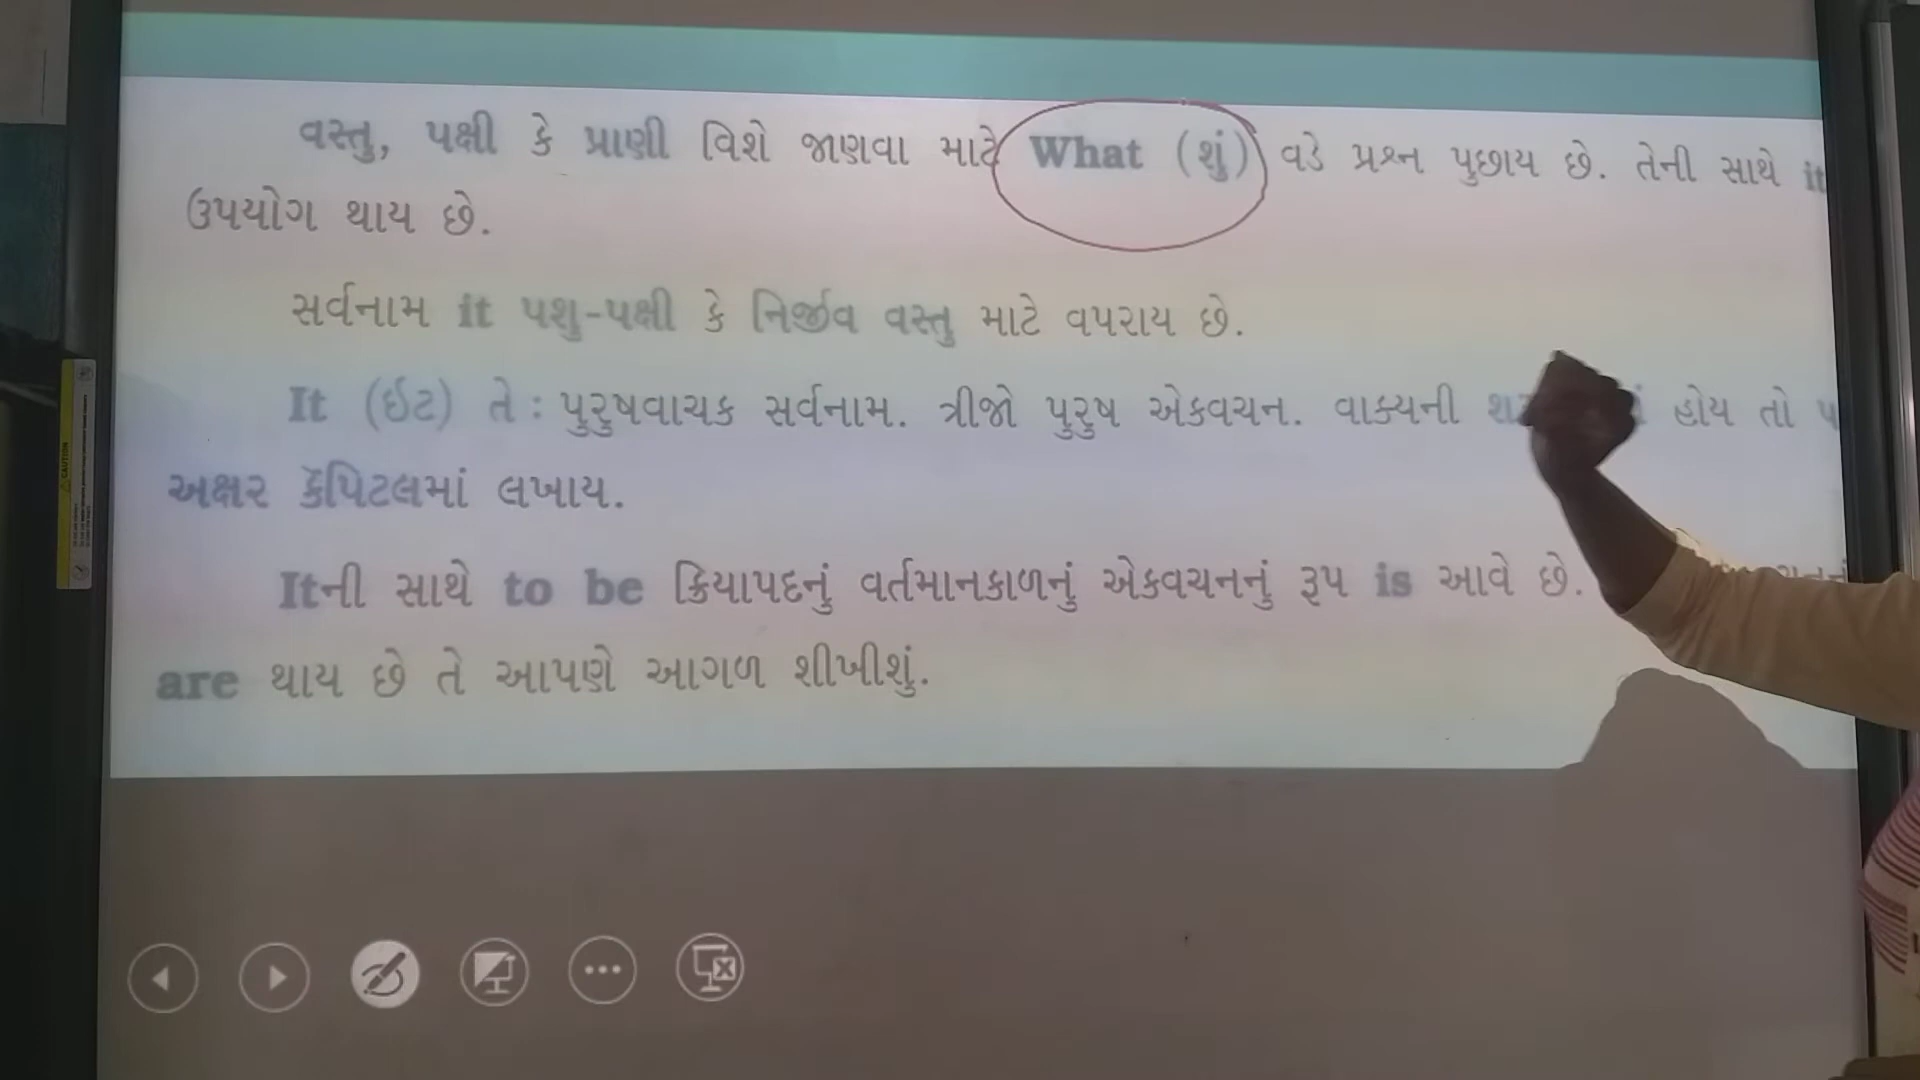 વસ્તુ, પક્ષી કે પ્રાણી વિશે જાણવા માટે What (શું) વડે પ્રશ્ન પુછાય છે. તેની સાથે it
ઉપયોગ થાય છે.
સર્વનામ it પશુ-પક્ષી કે નિર્જીવ વસ્તુ માટે વપરાય છે.
It (ઇટ) તે : પુરુષવાચક સર્વનામ. ત્રીજો પુરુષ એકવચન. વાક્યની હોય તો
અક્ષર કૅપિટલમાં લખાય.
Itની સાથે to be ક્રિયાપદનું વર્તમાનકાળનું એકવચનનું રૂપ is આવે છે.
are થાય છે તે આપણે આગળ શીખીશું.
CAUTION